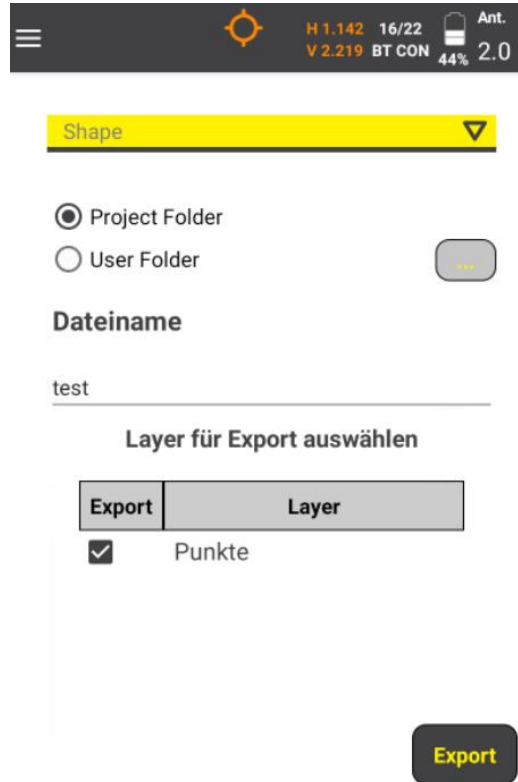 H 1.142 16/22 Ant.
V 2.219 BT CON 44% 2.0
Shape
Project Folder
User Folder
...
Dateiname
test
Layer für Export auswählen
Export Layer
Punkte
Export